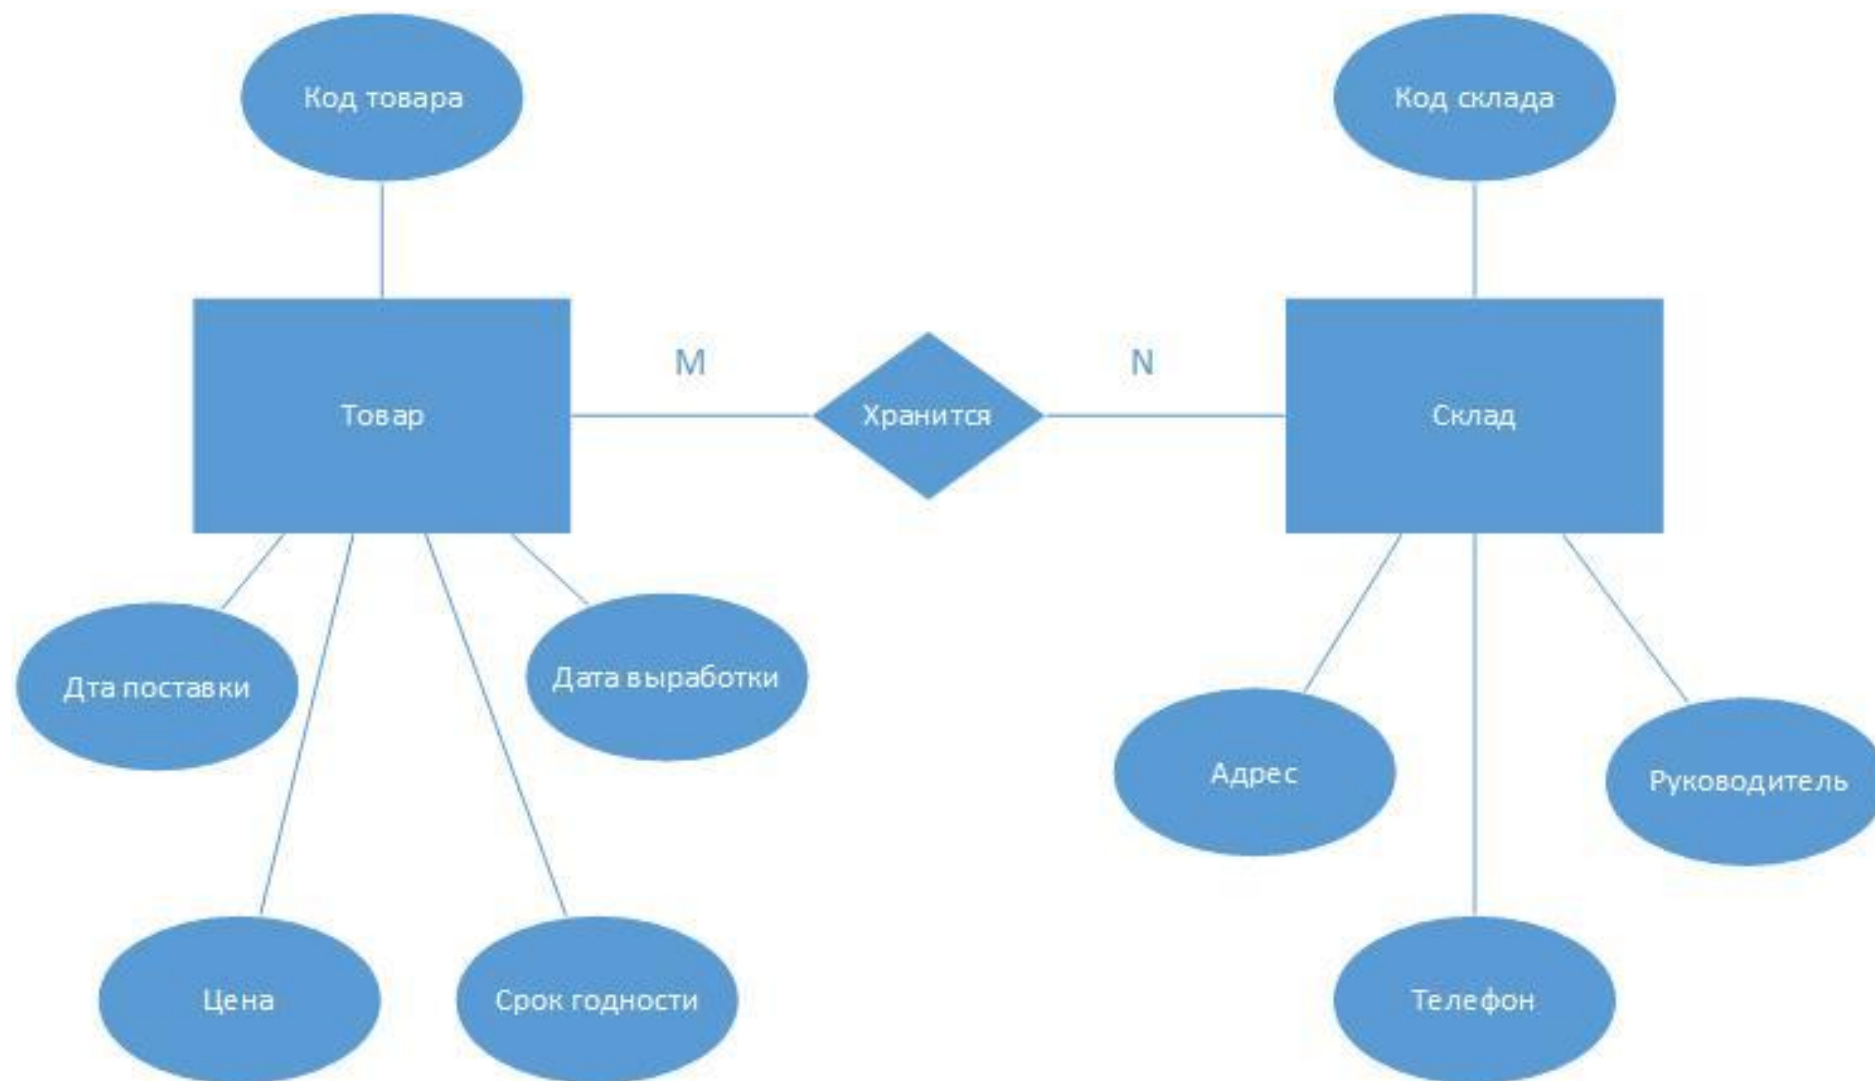 Код товара
Код склада
M
N
Товар
Хранится
Склад
Дта поставки
Дата выработки
Адрес
Руководитель
Цена
Срок годности
Телефон